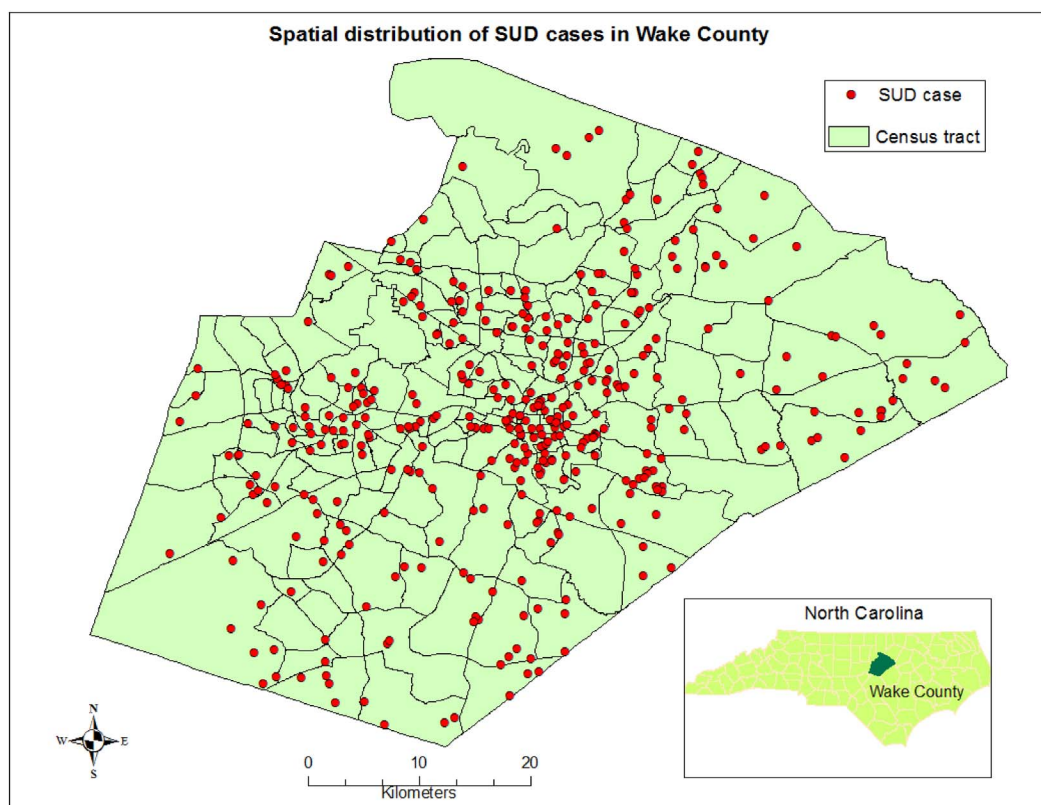 Spatial distribution of SUD cases in Wake County
SUD case
Census tract
North Carolina
Wake County
N
W E
S
0 10 20
Kilometers